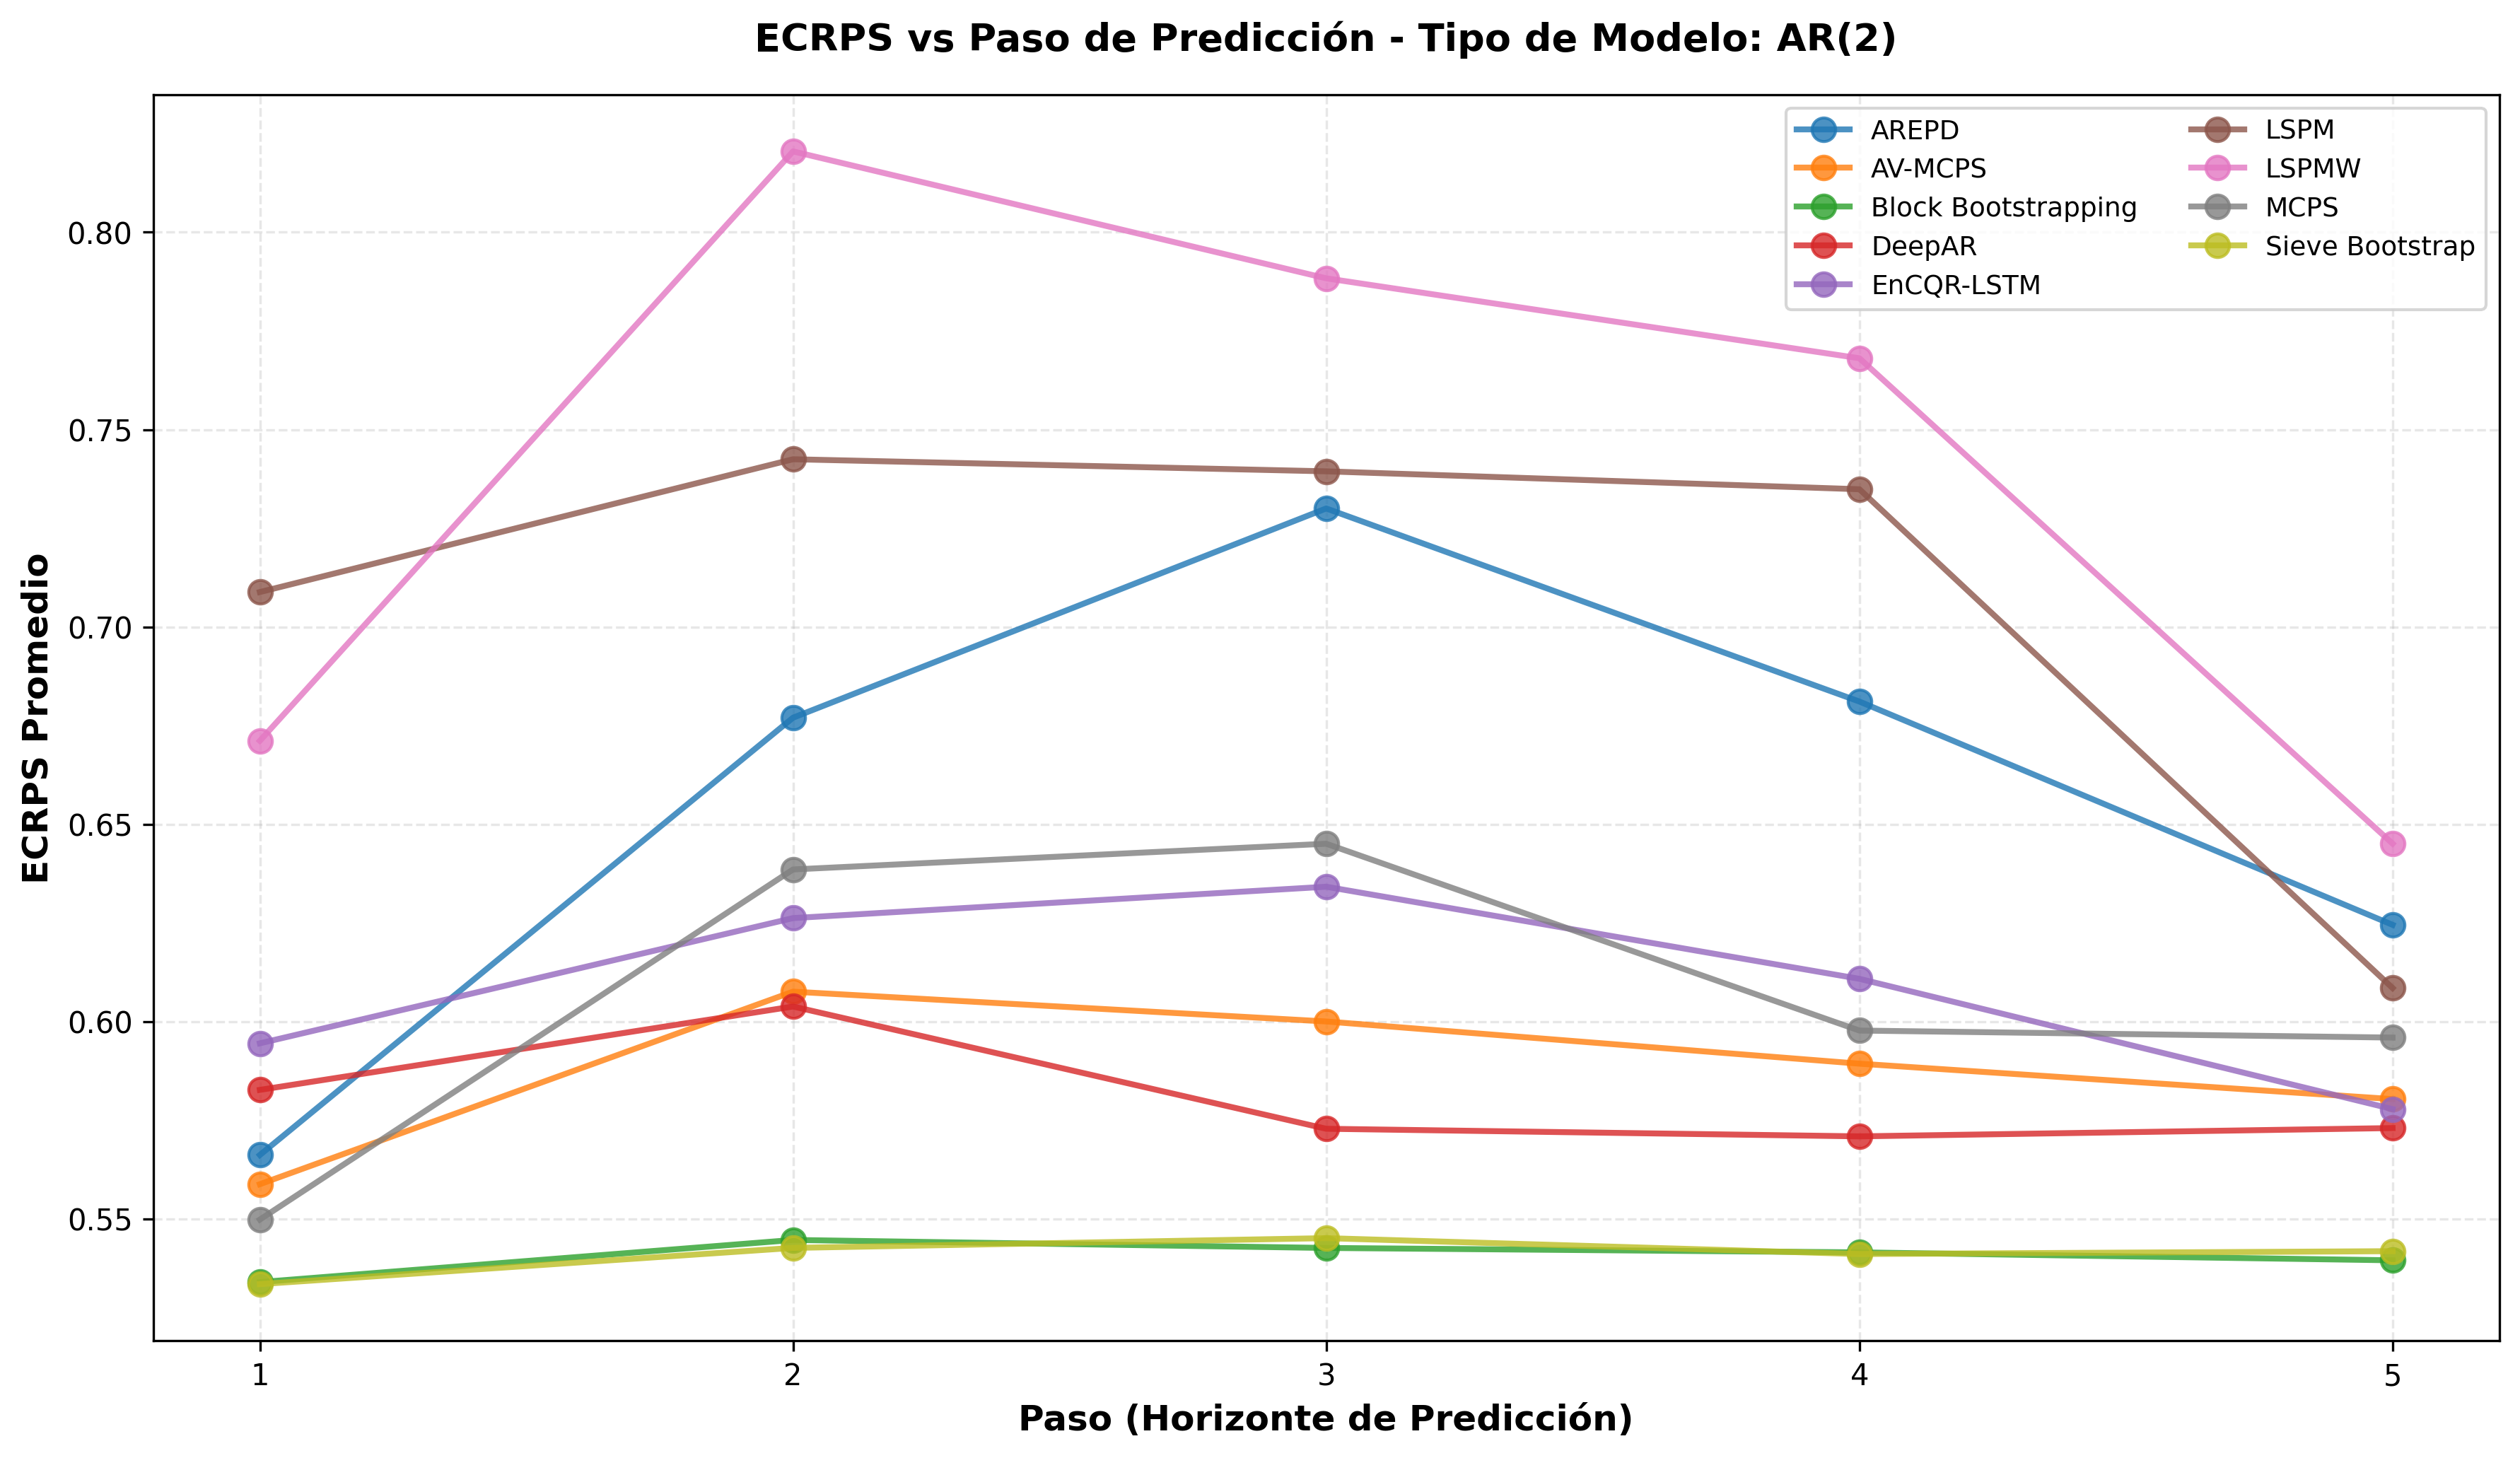 ECRPS vs Paso de Predicción - Tipo de Modelo: AR(2)
AREPD
AV-MCPS
Block Bootstrapping
DeepAR
EnCQR-LSTM
LSPM
LSPMW
MCPS
Sieve Bootstrap
ECRPS Promedio
0.80
0.75
0.70
0.65
0.60
0.55
1 2 3 4 5
Paso (Horizonte de Predicción)